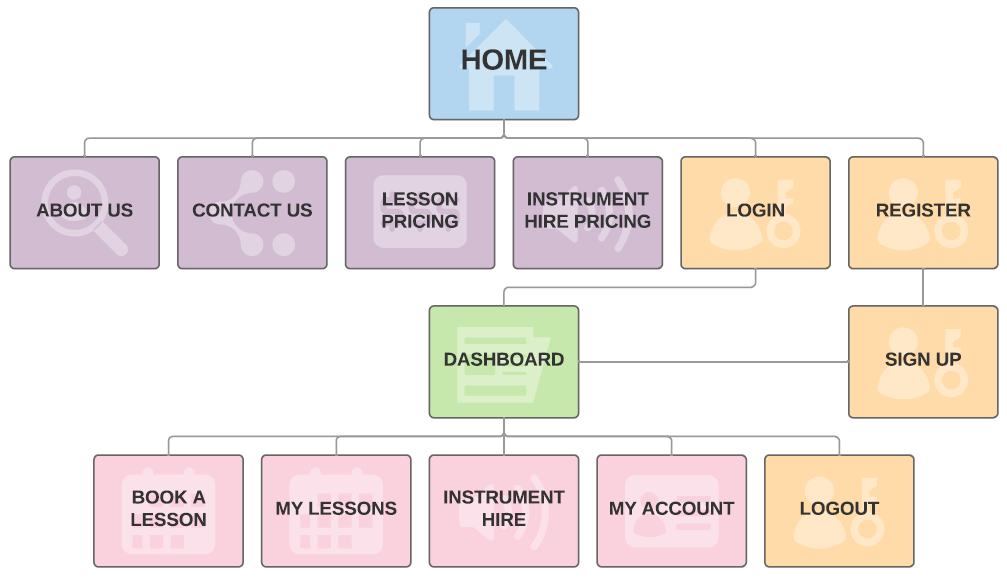 HOME
ABOUT US
CONTACT US
LESSON
PRICING
INSTRUMENT
HIRE PRICING
LOGIN
REGISTER
DASHBOARD
SIGN UP
BOOK A
LESSON
MY LESSONS
INSTRUMENT
HIRE
MY ACCOUNT
LOGOUT